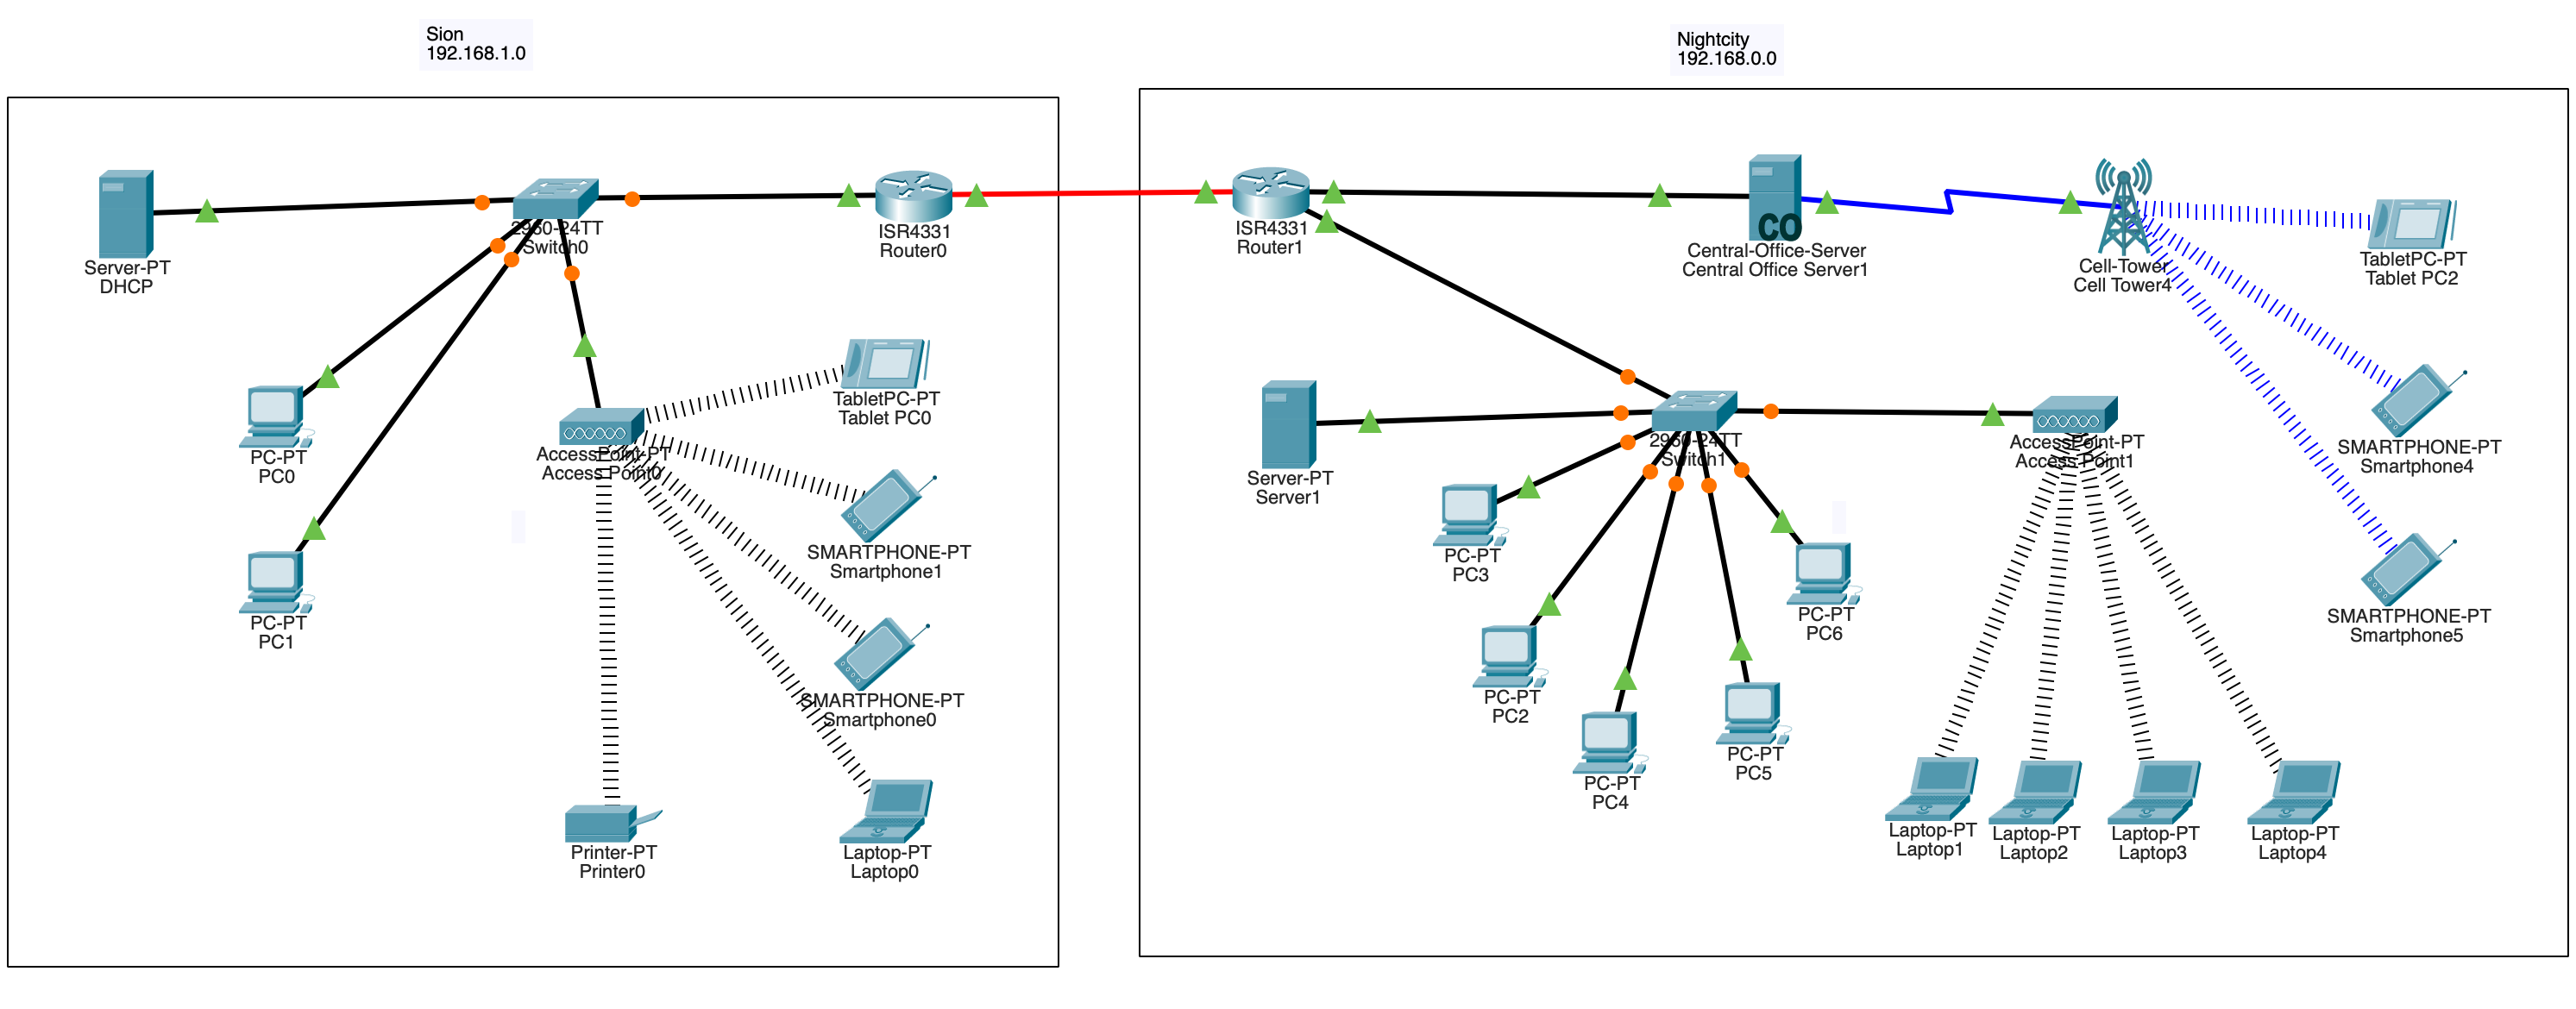 Sion
192.168.1.0
Nightcity
192.168.0.0
Server-PT
DHCP
2960-24TT
Switch0
ISR4331
Router0
PC-PT
PC0
PC-PT
PC1
AccessPoint-PT
Access Point0
TabletPC-PT
Tablet PC0
SMARTPHONE-PT
Smartphone1
SMARTPHONE-PT
Smartphone0
Printer-PT
Printer0
Laptop-PT
Laptop0
ISR4331
Router1
CO
Central-Office-Server
Central Office Server1
Cell-Tower
Cell Tower4
TabletPC-PT
Tablet PC2
SMARTPHONE-PT
Smartphone4
SMARTPHONE-PT
Smartphone5
Server-PT
Server1
2960-24TT
Switch1
AccessPoint-PT
Access Point1
PC-PT
PC3
PC-PT
PC2
PC-PT
PC4
PC-PT
PC5
PC-PT
PC6
Laptop-PT
Laptop1
Laptop-PT
Laptop2
Laptop-PT
Laptop3
Laptop-PT
Laptop4